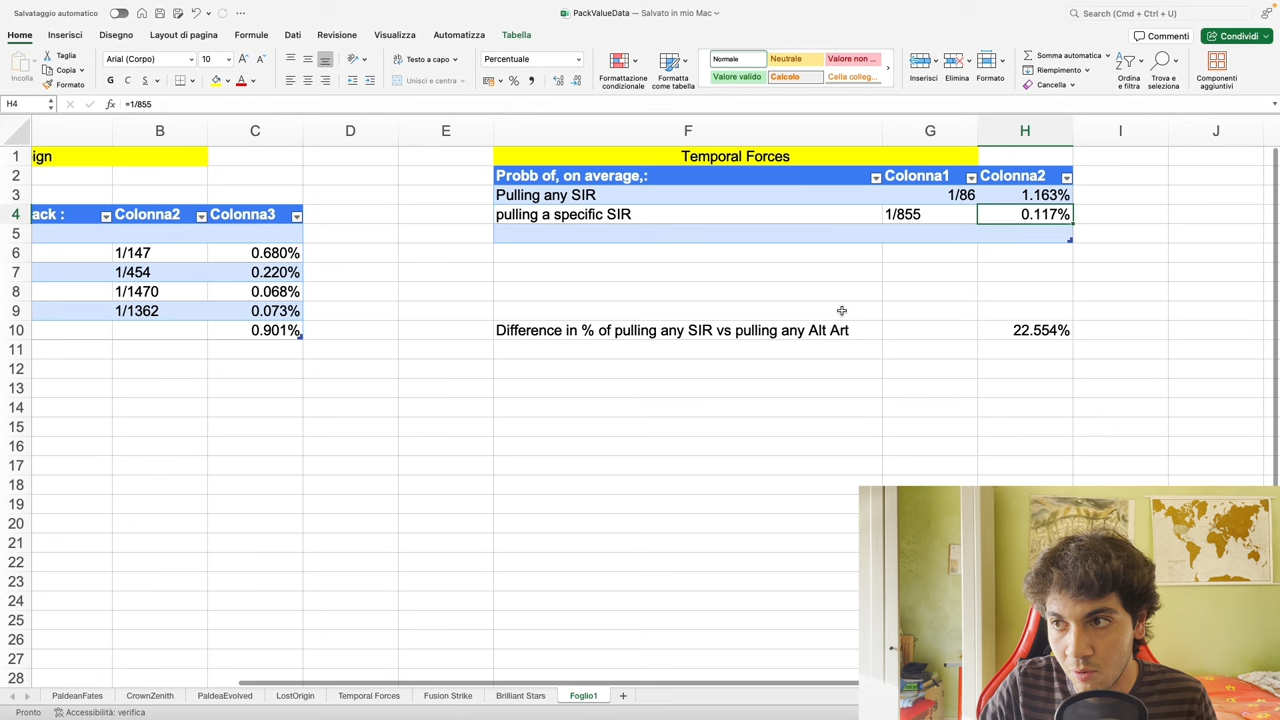 Salvataggio automatico
PackValueData — Salvato in mio Mac
Search (Cmd + Ctrl + U)
Home Inserisci Disegno Layout di pagina Formule Dati Revisione Visualizza Automatizza Tabella
Commenti Condividi
Incolla
Taglia
Copia
Formato
Arial (Corpo) 10
G C S
Testo a capo
Unisci e centra
Percentuale
Formattazione condizionale
Formatta come tabella
Normale Neutrale Valore non ...
Valore valido Calcolo Cella colleg...
Inserisci Elimina Formato
Somma automatica
Riempimento
Cancella
Ordina e filtra
Trova e seleziona
Componenti aggiuntivi
H4 fx =1/855
B C D E F G H I J
1 ign Temporal Forces
2 Probb of, on average,: Colonna1 Colonna2
3 Pulling any SIR 1/86 1.163%
4 ack : Colonna2 Colonna3 pulling a specific SIR 1/855 0.117%
5
6 1/147 0.680%
7 1/454 0.220%
8 1/1470 0.068%
9 1/1362 0.073%
10 0.901% Difference in % of pulling any SIR vs pulling any Alt Art 22.554%
11
12
13
14
15
16
17
18
19
20
21
22
23
24
25
26
27
28
PaldeanFates CrownZenith PaldeaEvolved LostOrigin Temporal Forces Fusion Strike Brilliant Stars Foglio1
Pronto Accessibilità: verifica